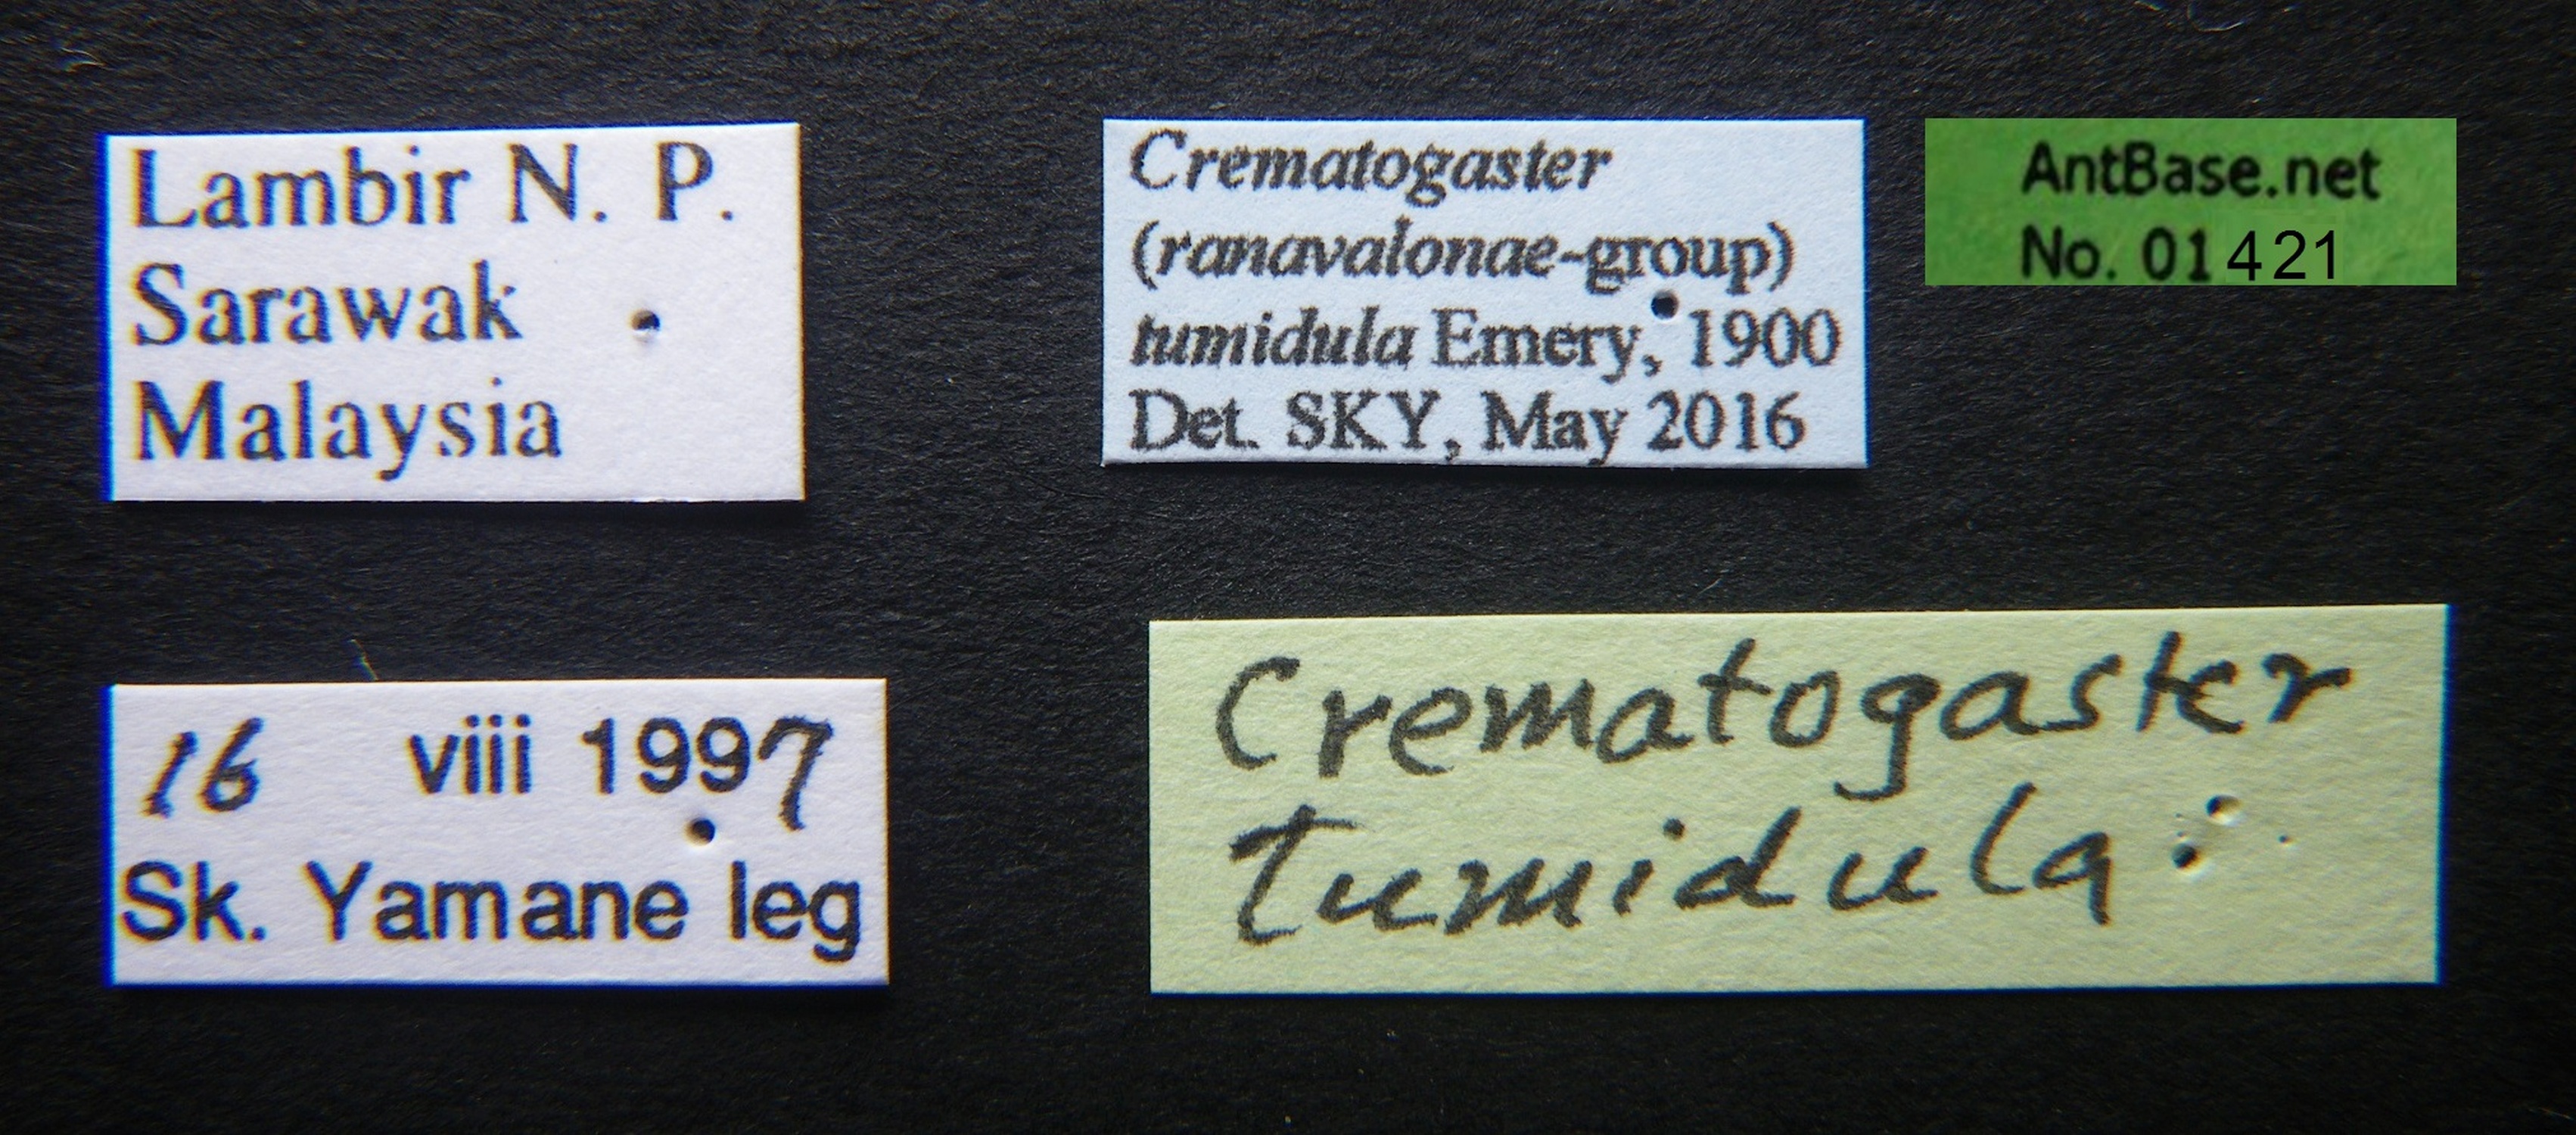 Lambir N. P.
Sarawak
Malaysia
Crematogaster
(ranavalonae-group)
tumidula Emery, 1900
Det. SKY, May 2016
AntBase.net
No. 01421
16 viii 1997
Sk. Yamane leg
Crematogaster
tumidula